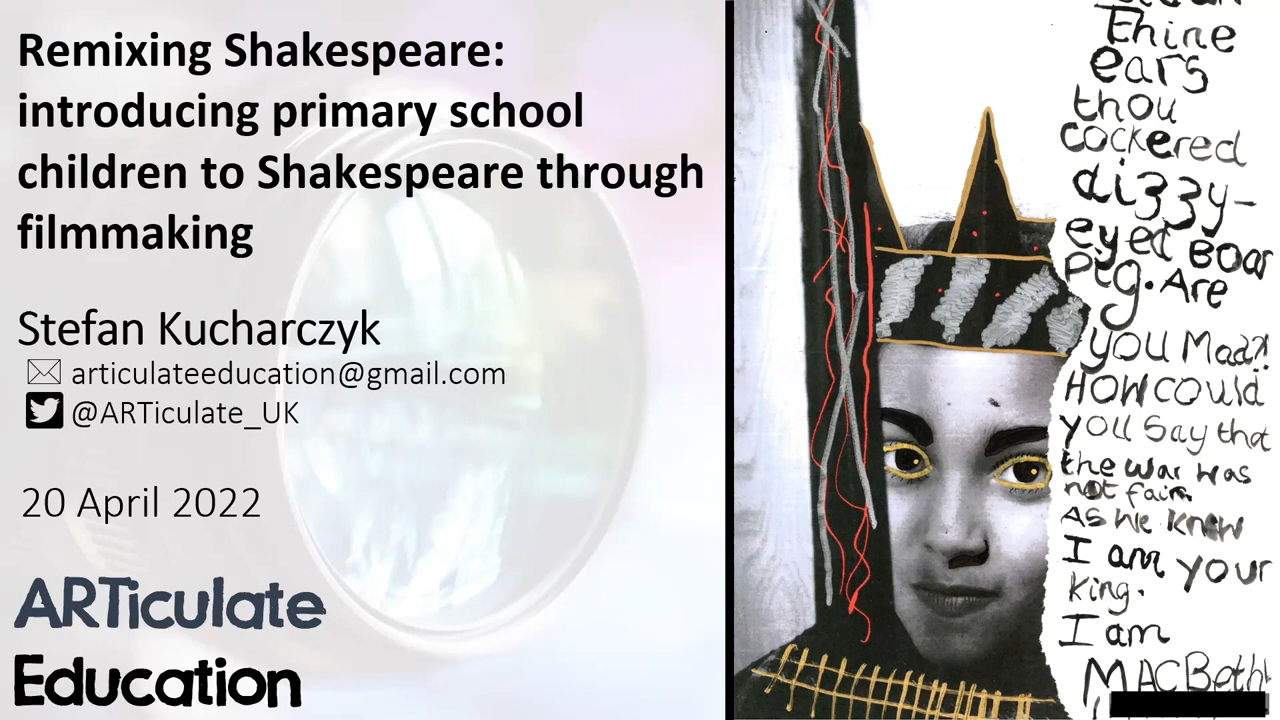 Remixing Shakespeare:
introducing primary school
children to Shakespeare through
filmmaking
Stefan Kucharczyk
articulateeducation@gmail.com
@ARTiculate_UK
20 April 2022
ARTiculate
Education
Thine
ears
thou
cockered
dizzy-
eyed Boar
Pig. Are
you Mad?!
How could
you Say that
the war was
not fair.
As we know
I am your
king.
I am
MACBeth!